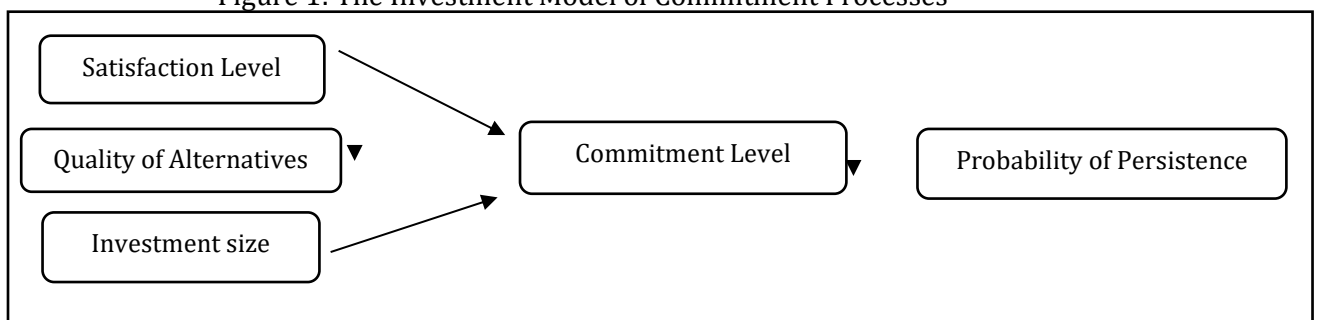 Figure 1: The Investment Model of Commitment Processes
Satisfaction Level
Quality of Alternatives
Investment size
Commitment Level
Probability of Persistence